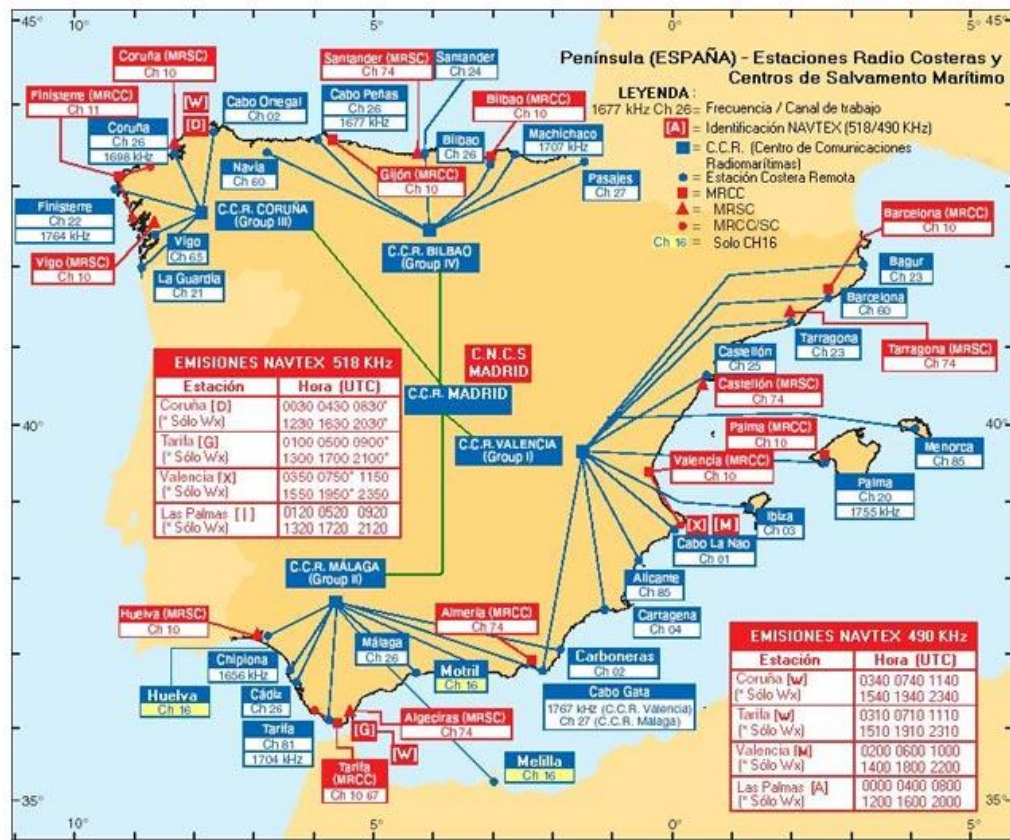 45°
10°
5°
0°
5°
45°
Península (ESPAÑA) - Estaciones Radio Costeras y
Centros de Salvamento Marítimo
LEYENDA :
1677 kHz Ch 26 = Frecuencia / Canal de trabajo
[A] = Identificación NAVTEX (518/490 KHz)
= C.C.R. (Centro de Comunicaciones
Radiomarítimas)
= Estación Costera Remota
= MRCC
= MRSC
= MRCC/SC
Ch 16 = Solo CH16
Coruña (MRSC)
Ch 10
Finisterre (MRCC)
Ch 11
Coruña
Ch 26
1698 kHz
[W]
[D]
Cabo Ortegal
Ch 02
Cabo Peñas
Ch 26
1677 kHz
Santander (MRSC)
Ch 74
Santander
Ch 24
Bilbao (MRCC)
Ch 10
Bilbao
Ch 26
Machichaco
1707 kHz
Navia
Ch 60
Gijón (MRCC)
Ch 10
Pasajes
Ch 27
Finisterre
Ch 22
1764 kHz
C.C.R. CORUÑA
(Group III)
Vigo
Ch 65
Vigo (MRSC)
Ch 10
La Guardia
Ch 21
C.C.R. BILBAO
(Group IV)
Barcelona (MRCC)
Ch 10
Bagur
Ch 23
Barcelona
Ch 60
Tarragona
Ch 23
Tarragona (MRSC)
Ch 74
Castellón
Ch 25
Castellón (MRSC)
Ch 74
C.N.C.S
MADRID
C.C.R. MADRID
C.C.R. VALENCIA
(Group I)
Palma (MRCC)
Ch 10
Valencia (MRCC)
Ch 10
Menorca
Ch 85
Palma
Ch 20
1755 kHz
Ibiza
Ch 03
[X] [M]
Cabo La Nao
Ch 01
Alicante
Ch 85
Cartagena
Ch 04
40°
40°
EMISIONES NAVTEX 518 KHz
Estación Hora (UTC)
Coruña [D] 0030 0430 0830*
(* Sólo Wx) 1230 1630 2030*
Tarifa [G] 0100 0500 0900*
(* Sólo Wx) 1300 1700 2100*
Valencia [X] 0350 0750* 1150
(* Sólo Wx) 1550 1950* 2350
Las Palmas [I] 0120 0520 0920
(* Sólo Wx) 1320 1720 2120
C.C.R. MÁLAGA
(Group II)
Huelva (MRSC)
Ch 10
Almería (MRCC)
Ch 74
Málaga
Ch 26
Chipiona
1656 kHz
Motril
Ch 16
Carboneras
Ch 02
Huelva
Ch 16
Cádiz
Ch 26
Cabo Gata
1767 kHz (C.C.R. Valencia)
Ch 27 (C.C.R. Malaga)
Tarifa
Ch 81
1704 kHz
[G]
[W]
Algeciras (MRSC)
Ch 74
Tarifa
(MRCC)
Ch 10 67
Melilla
Ch 16
EMISIONES NAVTEX 490 KHz
Estación Hora (UTC)
Coruña [W] 0340 0740 1140
(* Sólo Wx) 1540 1940 2340
Tarifa [W] 0310 0710 1110
(* Sólo Wx) 1510 1910 2310
Valencia [M] 0200 0600 1000
(* Sólo Wx) 1400 1800 2200
Las Palmas [A] 0000 0400 0800
(* Sólo Wx) 1200 1600 2000
35°
35°
10°
5°
0°
5°